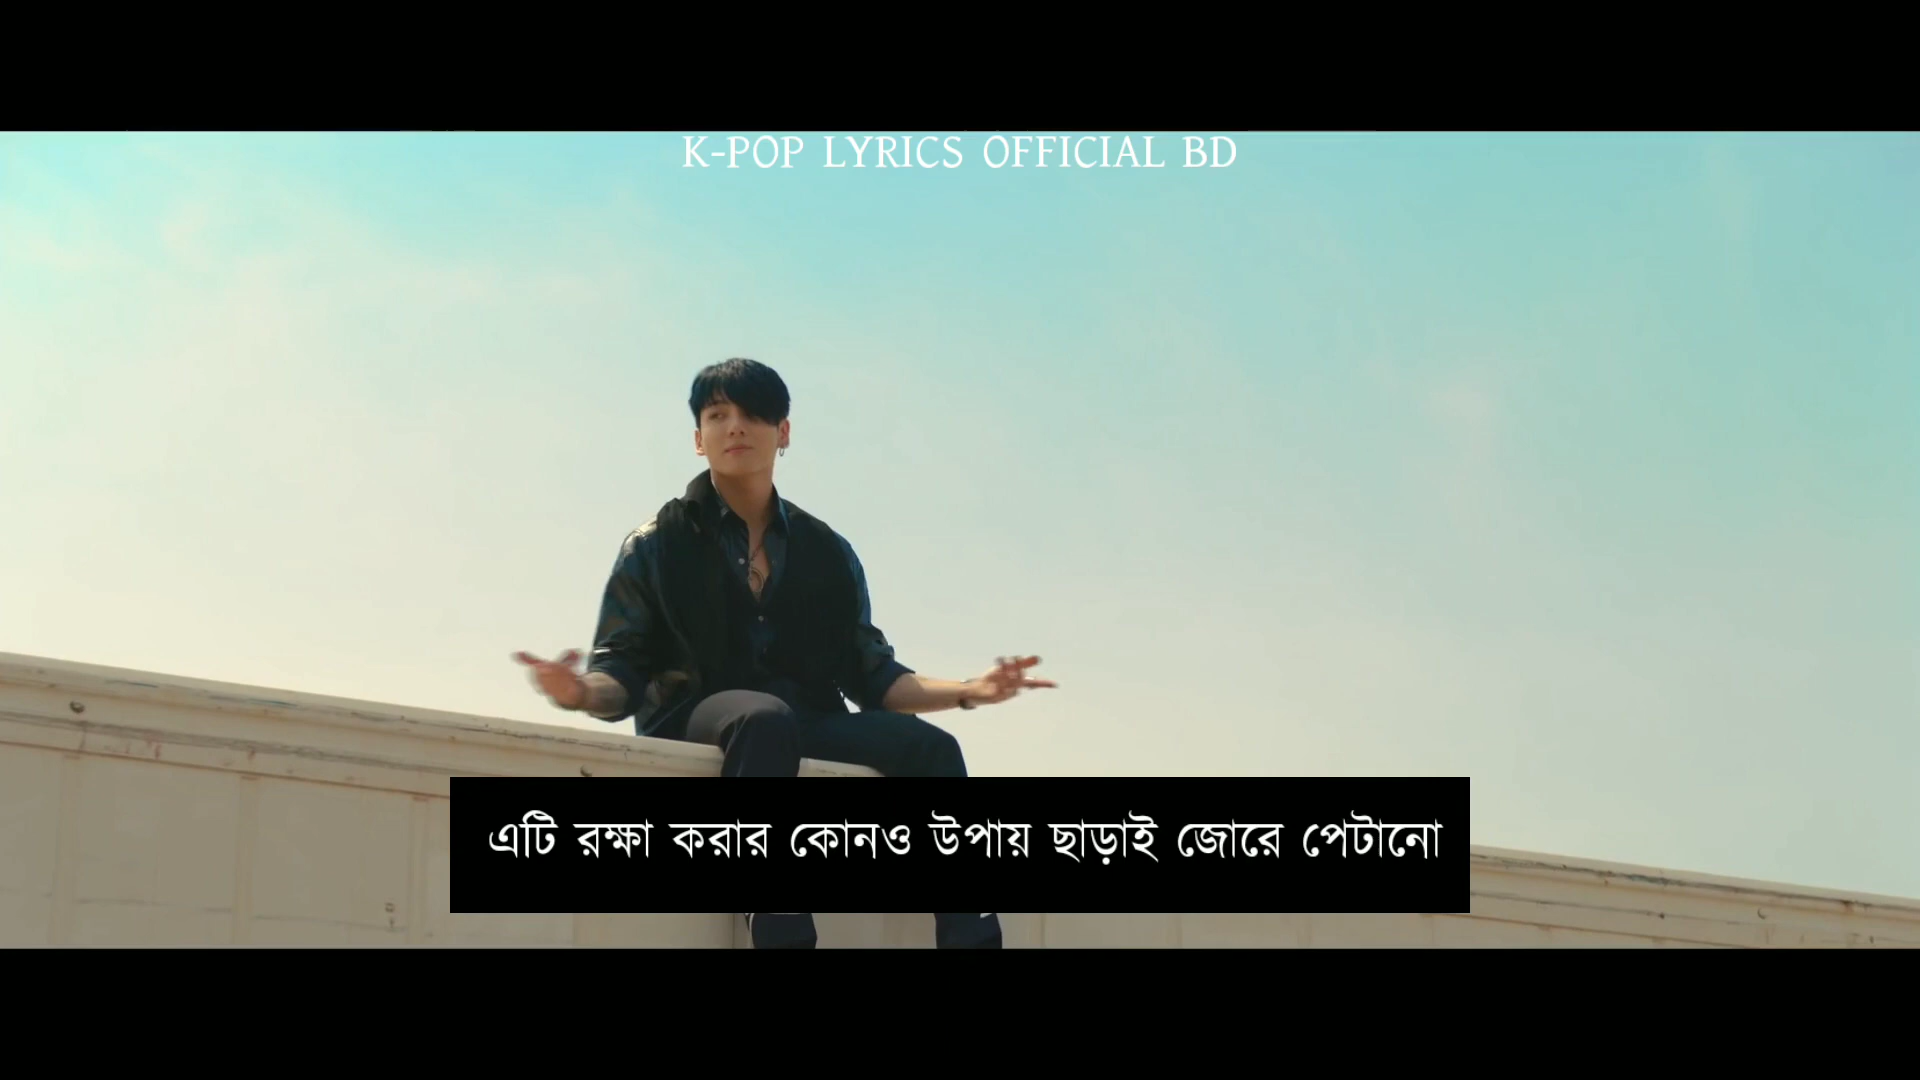 K-POP LYRICS OFFICIAL BD
এটি রক্ষা করার কোনও উপায় ছাড়াই জোরে পেটানো